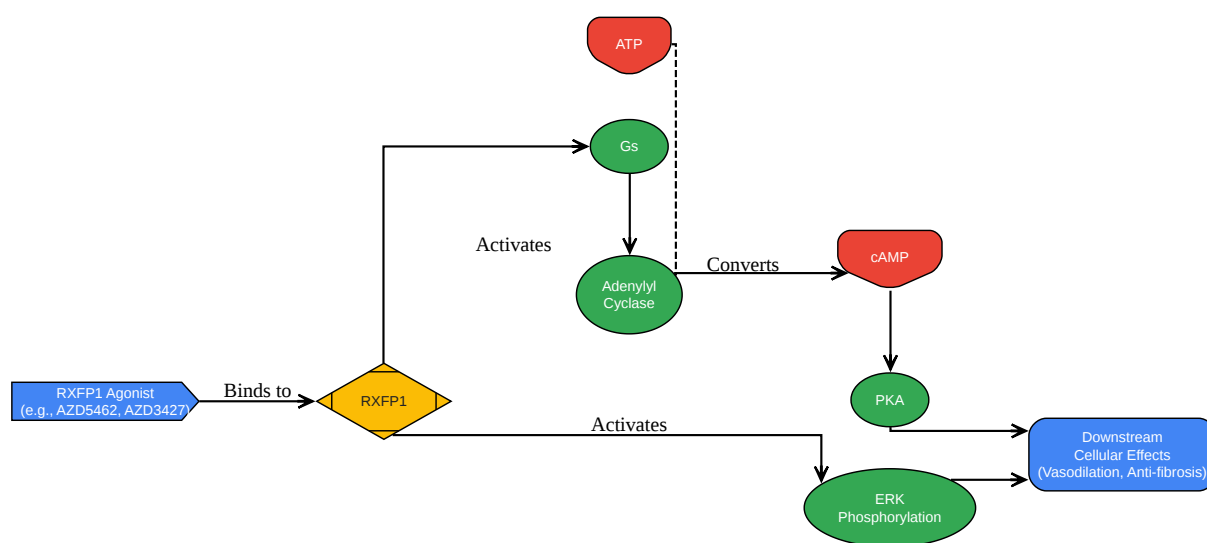 ATP
Gs
Activates
Adenylyl
Cyclase
Converts
cAMP
RXFP1 Agonist
(e.g., AZD5462, AZD3427)
Binds to
RXFP1
PKA
Activates
Downstream
Cellular Effects
(Vasodilation, Anti-fibrosis)
ERK
Phosphorylation